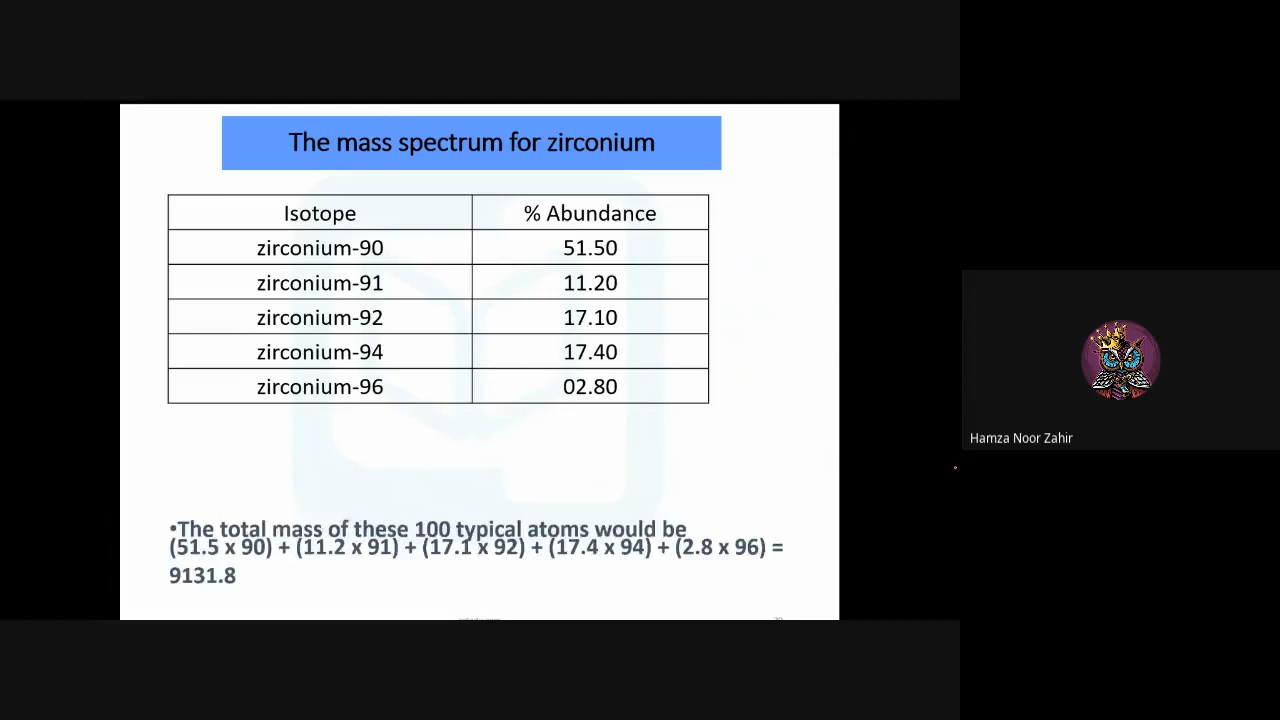 The mass spectrum for zirconium
Isotope % Abundance
zirconium-90 51.50
zirconium-91 11.20
zirconium-92 17.10
zirconium-94 17.40
zirconium-96 02.80
•The total mass of these 100 typical atoms would be
(51.5 x 90) + (11.2 x 91) + (17.1 x 92) + (17.4 x 94) + (2.8 x 96) =
9131.8
Hamza Noor Zahir